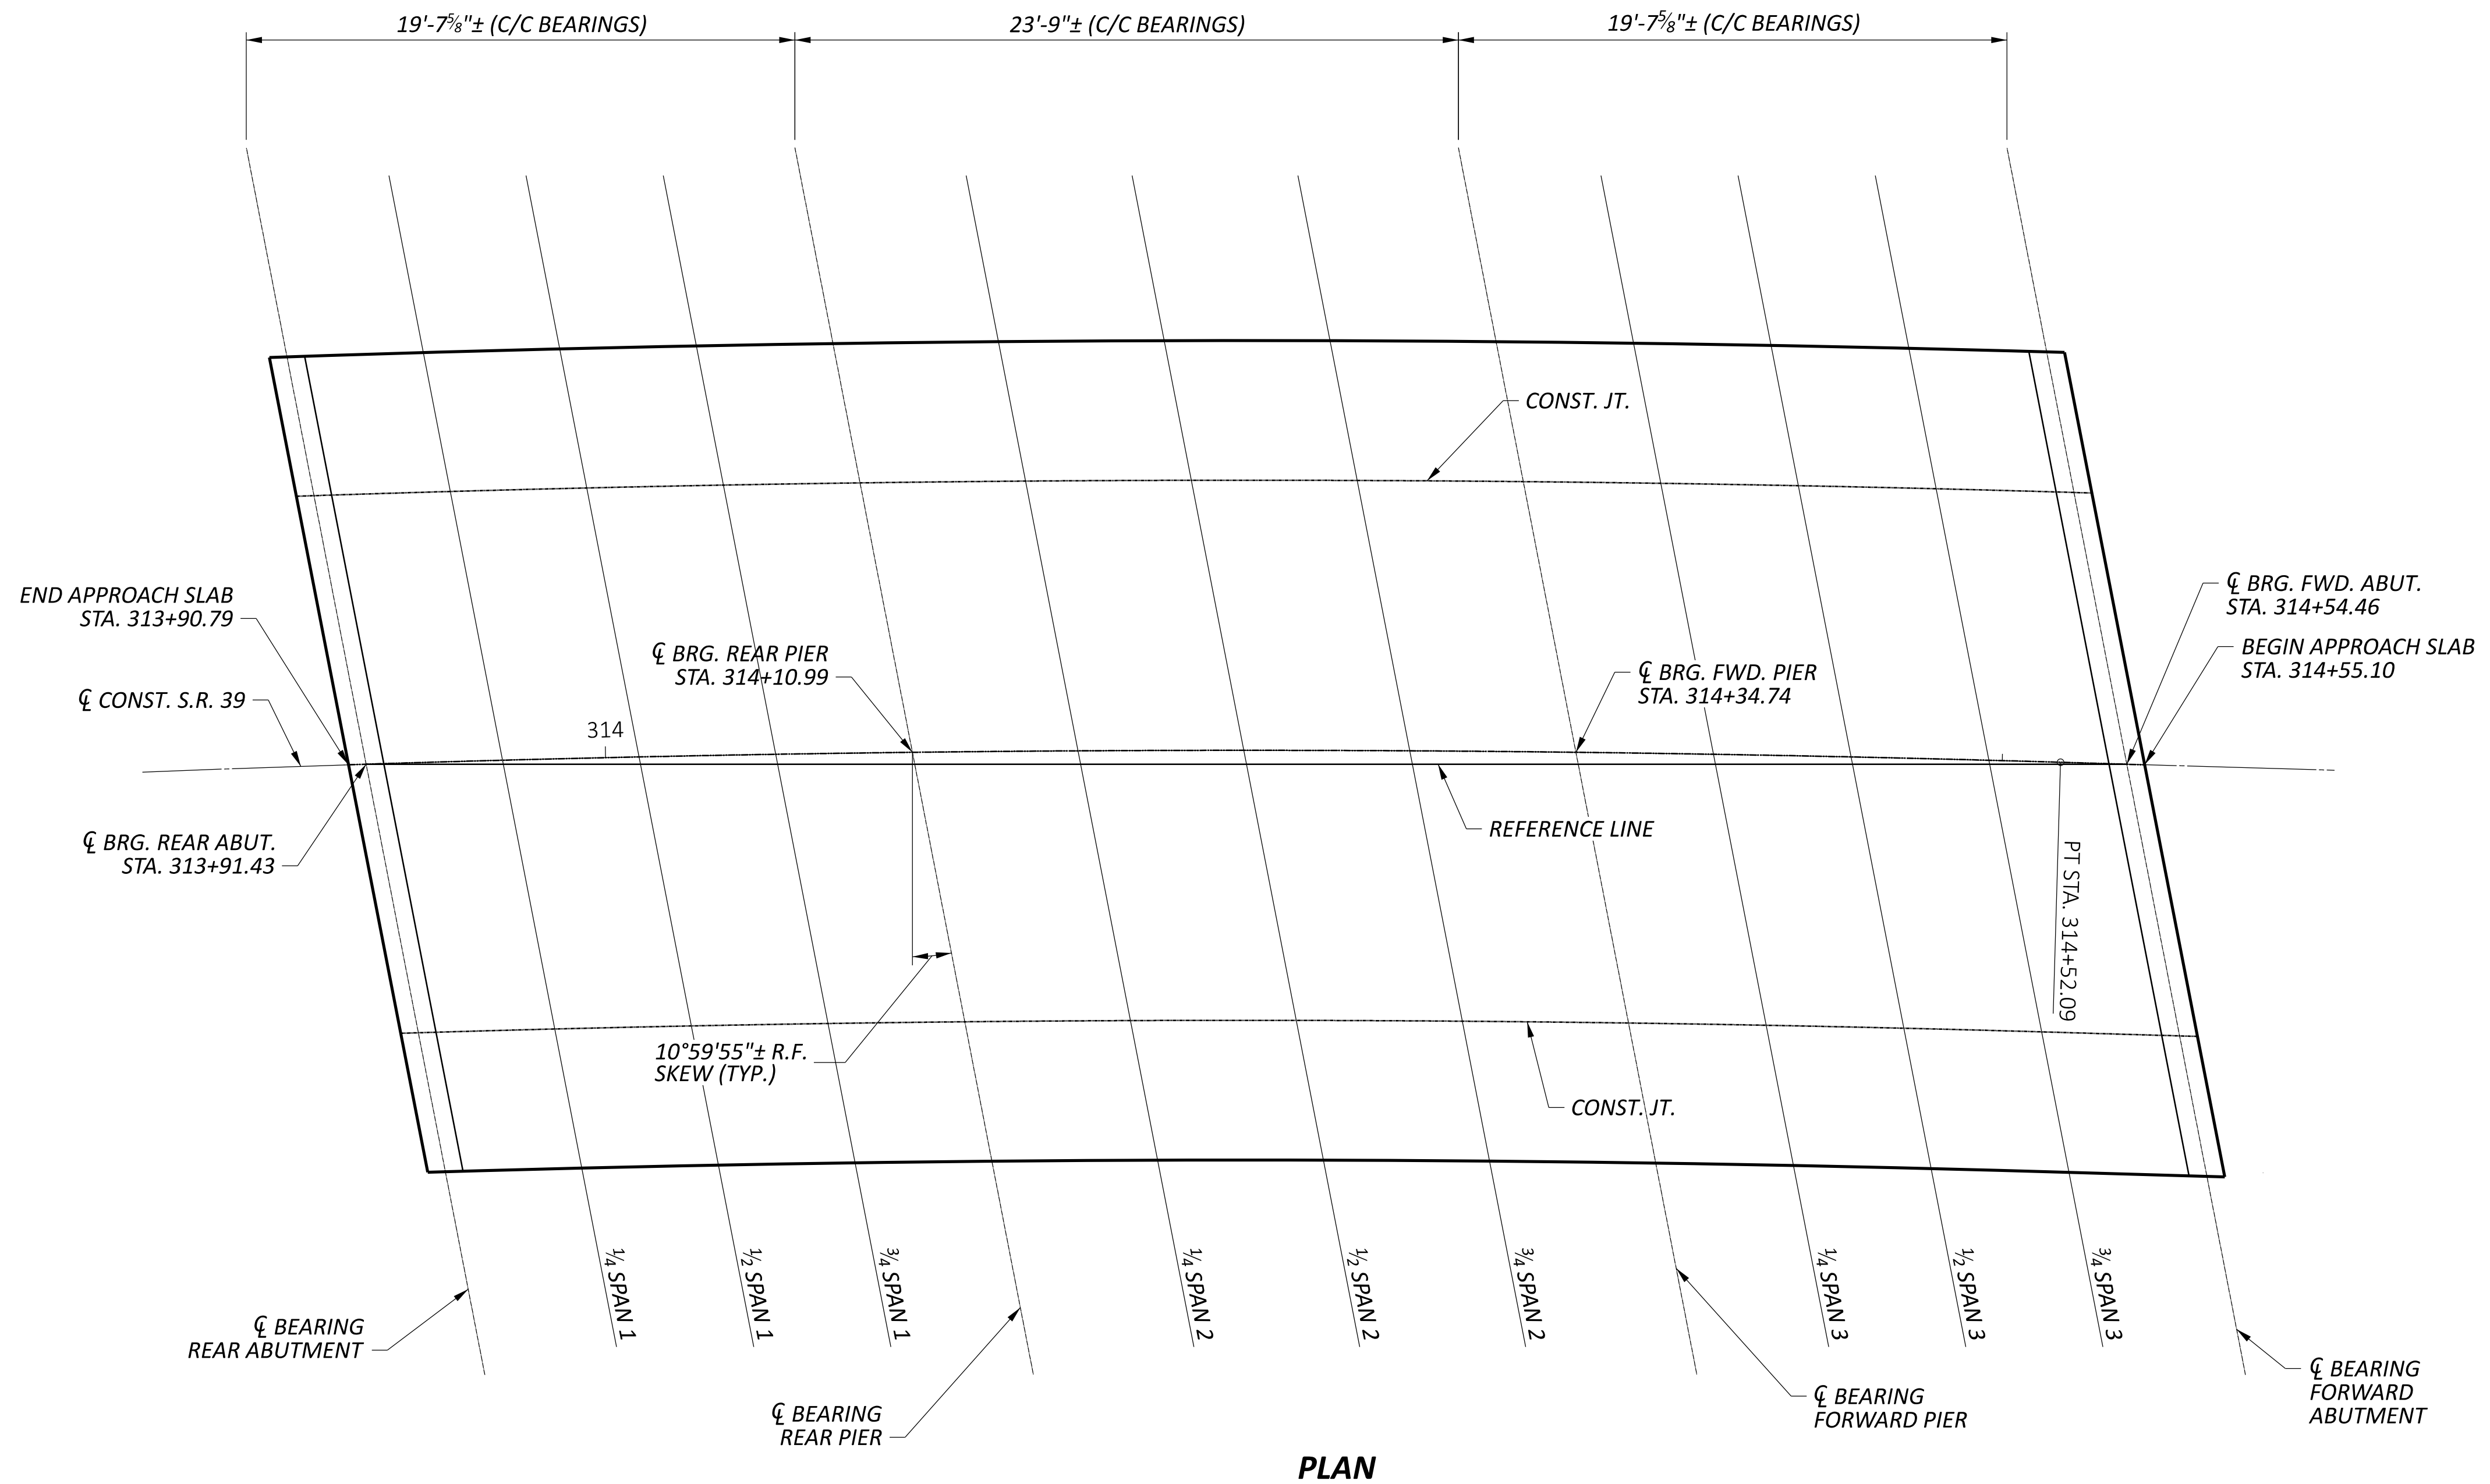 19'-7⅝"± (C/C BEARINGS)
23'-9"± (C/C BEARINGS)
19'-7⅝"± (C/C BEARINGS)
CONST. JT.
END APPROACH SLAB
STA. 313+90.79
℄ BRG. FWD. ABUT.
STA. 314+54.46
℄ BRG. REAR PIER
STA. 314+10.99
℄ BRG. FWD. PIER
STA. 314+34.74
BEGIN APPROACH SLAB
STA. 314+55.10
℄ CONST. S.R. 39
314
℄ BRG. REAR ABUT.
STA. 313+91.43
REFERENCE LINE
PT STA. 314+52.09
10°59'55"± R.F.
SKEW (TYP.)
CONST. JT.
¼ SPAN 1
½ SPAN 1
¾ SPAN 1
¼ SPAN 2
½ SPAN 2
¾ SPAN 2
¼ SPAN 3
½ SPAN 3
¾ SPAN 3
℄ BEARING
REAR ABUTMENT
℄ BEARING
REAR PIER
℄ BEARING
FORWARD PIER
℄ BEARING
FORWARD
ABUTMENT
PLAN